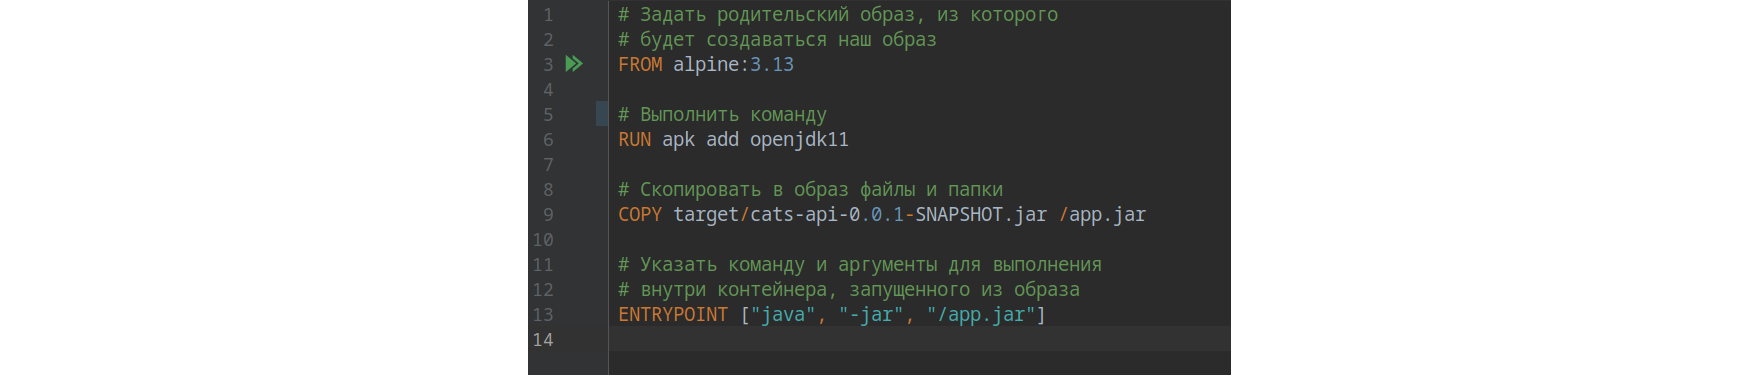 1 # Задать родительский образ, из которого
2 # будет создаваться наш образ
3 FROM alpine:3.13
4
5 # Выполнить команду
6 RUN apk add openjdk11
7
8 # Скопировать в образ файлы и папки
9 COPY target/cats-api-0.0.1-SNAPSHOT.jar /app.jar
10
11 # Указать команду и аргументы для выполнения
12 # внутри контейнера, запущенного из образа
13 ENTRYPOINT ["java", "-jar", "/app.jar"]
14